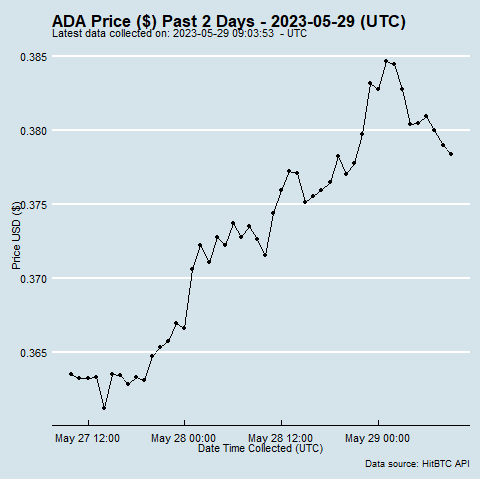 ADA Price ($) Past 2 Days - 2023-05-29 (UTC)
Latest data collected on: 2023-05-29 09:03:53 - UTC
0.385
0.380
0.375
0.370
0.365
Price USD ($)
May 27 12:00 May 28 00:00 May 28 12:00 May 29 00:00
Date Time Collected (UTC)
Data source: HitBTC API